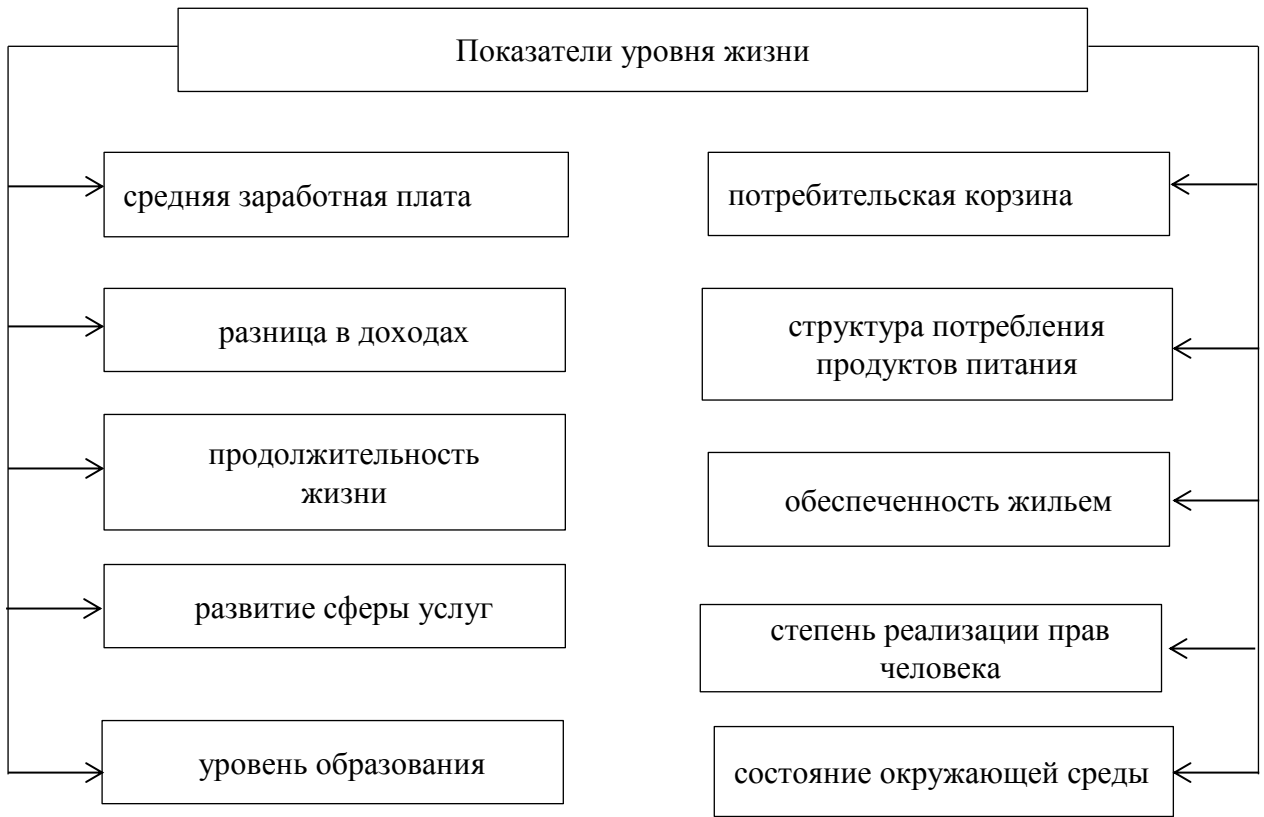 Показатели уровня жизни
средняя заработная плата
потребительская корзина
разница в доходах
структура потребления
продуктов питания
продолжительность
жизни
обеспеченность жильем
развитие сферы услуг
степень реализации прав
человека
уровень образования
состояние окружающей среды